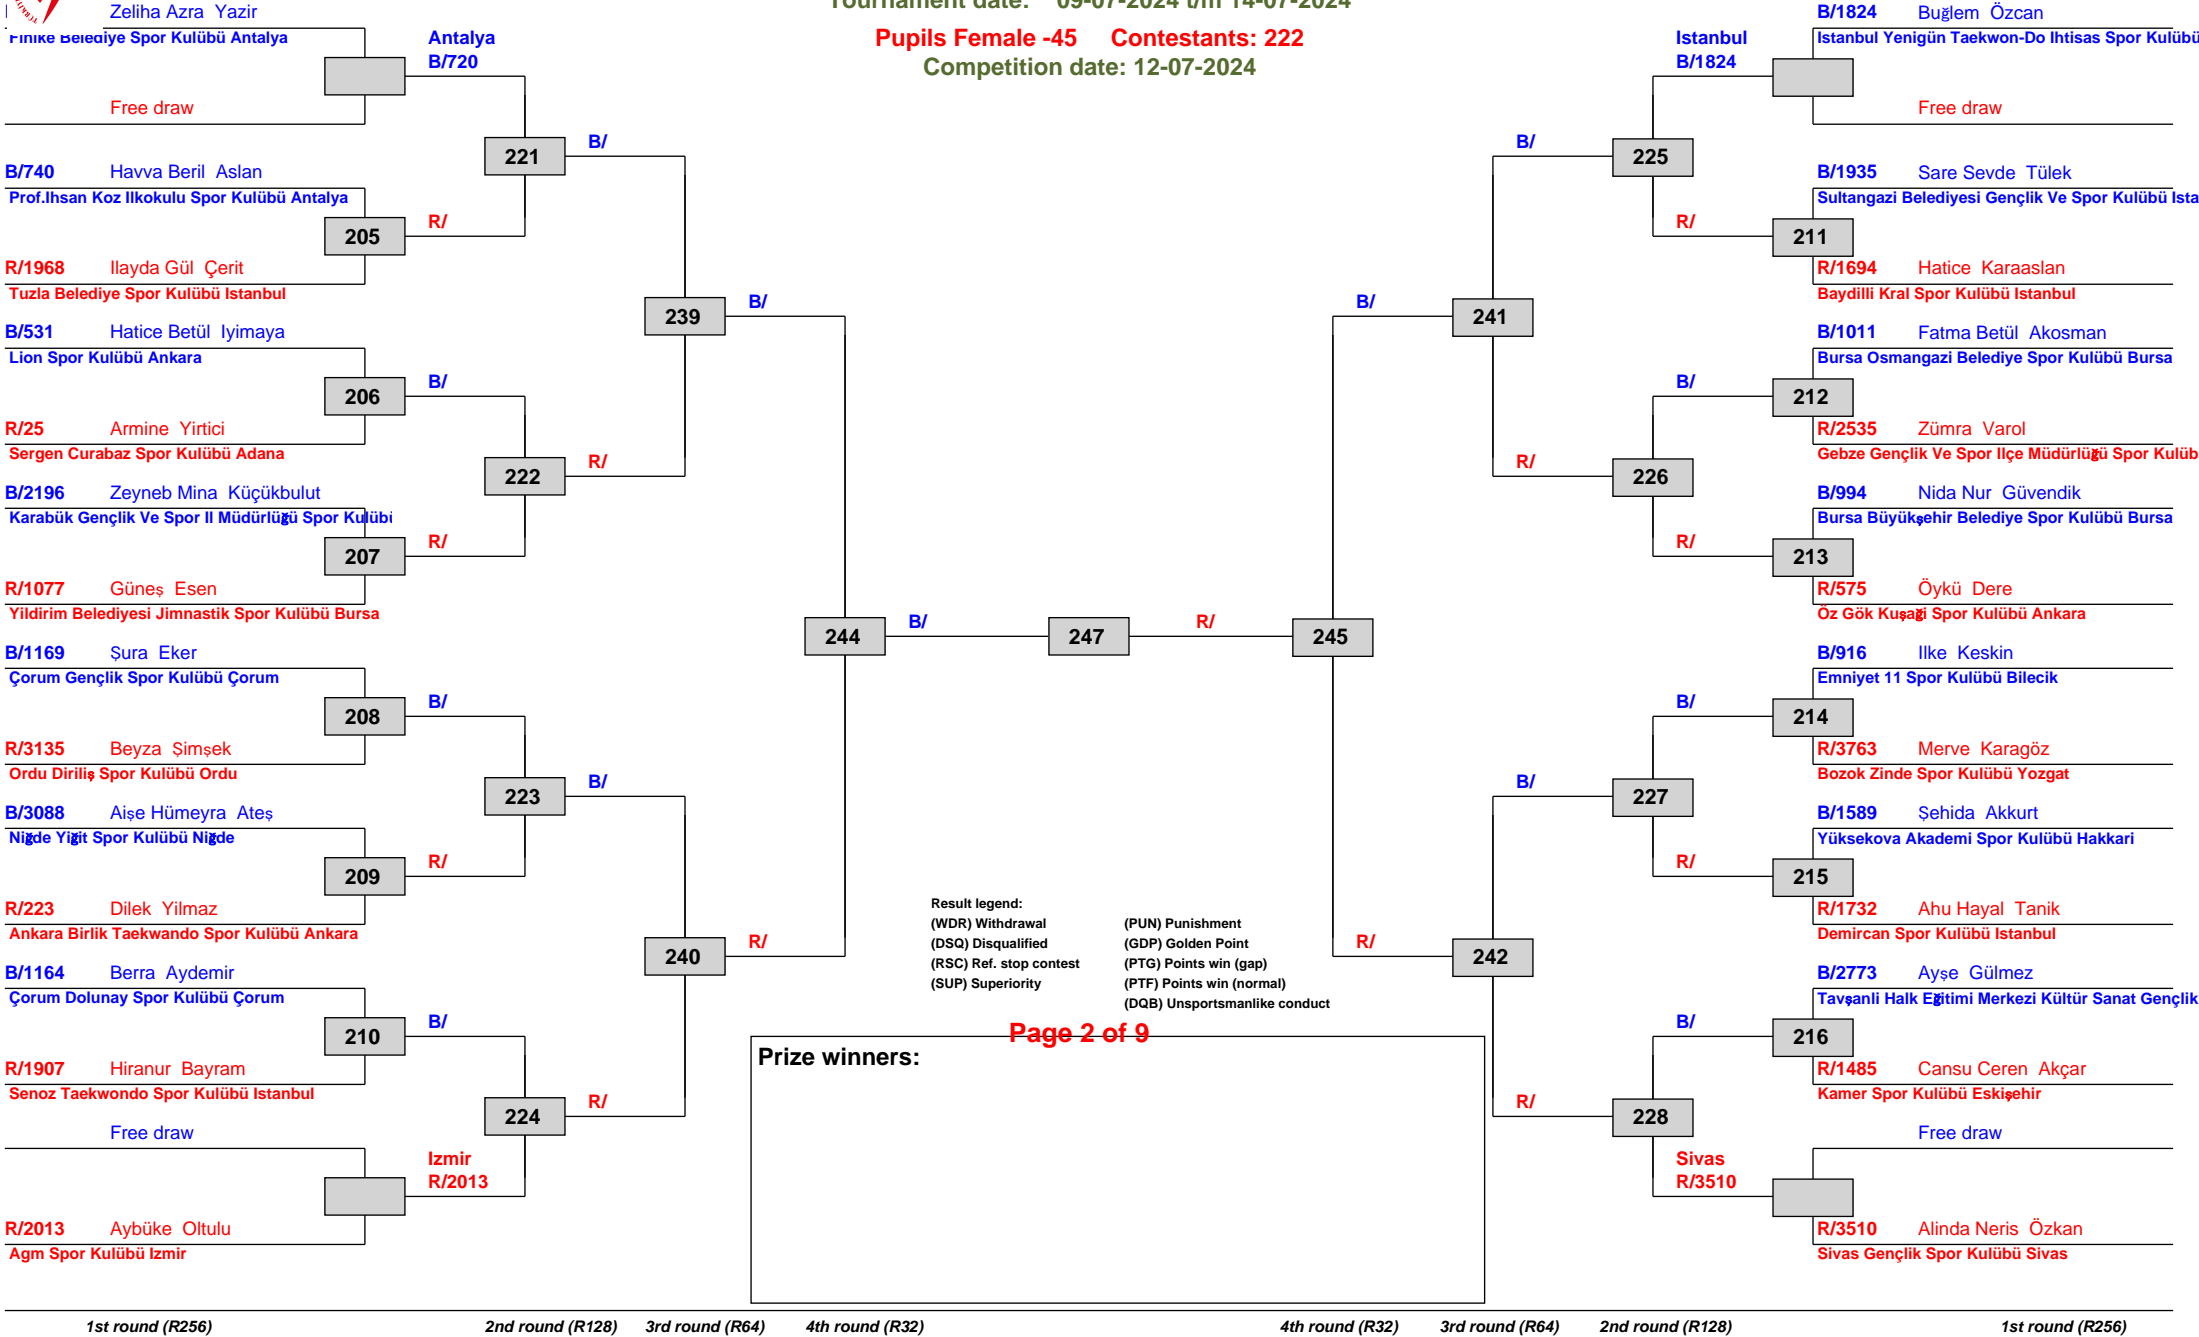 TÜRKİYE
Tournament date: 09-07-2024 t/m 14-07-2024
Pupils Female -45 Contestants: 222
Competition date: 12-07-2024
Zeliha Azra Yazir
Finike Belediye Spor Kulübü Antalya
Free draw
Antalya
B/720
B/740 Havva Beril Aslan
Prof.Ihsan Koz Ilkokulu Spor Kulübü Antalya
205
R/1968 Ilayda Gül Çerit
Tuzla Belediye Spor Kulübü Istanbul
221
B/
R/
B/531 Hatice Betül Iyimaya
Lion Spor Kulübü Ankara
206
R/25 Armine Yirtici
Sergen Curabaz Spor Kulübü Adana
B/
222
R/
B/2196 Zeyneb Mina Küçükbulut
Karabük Gençlik Ve Spor Il Müdürlüğü Spor Kulübü
207
R/
R/1077 Güneş Esen
Yildirim Belediyesi Jimnastik Spor Kulübü Bursa
239
B/
B/1169 Şura Eker
Çorum Gençlik Spor Kulübü Çorum
208
B/
R/3135 Beyza Şimşek
Ordu Diriliş Spor Kulübü Ordu
223
B/
B/3088 Aişe Hümeyra Ateş
Niğde Yiğit Spor Kulübü Niğde
209
R/
R/223 Dilek Yilmaz
Ankara Birlik Taekwando Spor Kulübü Ankara
240
R/
B/1164 Berra Aydemir
Çorum Dolunay Spor Kulübü Çorum
210
B/
R/1907 Hiranur Bayram
Senoz Taekwondo Spor Kulübü Istanbul
224
R/
Free draw
Izmir
R/2013
R/2013 Aybüke Oltulu
Agm Spor Kulübü Izmir
244
B/
247
R/
245
B/1824 Buğlem Özcan
Istanbul Yenigün Taekwon-Do Ihtisas Spor Kulübü
Istanbul
B/1824
Free draw
B/
225
B/1935 Sare Sevde Tülek
Sultangazi Belediyesi Gençlik Ve Spor Kulübü Ista
R/
211
R/1694 Hatice Karaaslan
Baydilli Kral Spor Kulübü Istanbul
B/
241
B/1011 Fatma Betül Akosman
Bursa Osmangazi Belediye Spor Kulübü Bursa
B/
212
R/2535 Zümra Varol
Gebze Gençlik Ve Spor Ilçe Müdürlüğü Spor Kulüb
R/
226
B/994 Nida Nur Güvendik
Bursa Büyükşehir Belediye Spor Kulübü Bursa
R/
213
R/575 Öykü Dere
Öz Gök Kuşaği Spor Kulübü Ankara
B/916 Ilke Keskin
Emniyet 11 Spor Kulübü Bilecik
B/
214
R/3763 Merve Karagöz
Bozok Zinde Spor Kulübü Yozgat
B/
227
B/1589 Şehida Akkurt
Yüksekova Akademi Spor Kulübü Hakkari
R/
215
R/1732 Ahu Hayal Tanik
Demircan Spor Kulübü Istanbul
R/
242
B/2773 Ayşe Gülmez
Tavşanli Halk Eğitimi Merkezi Kültür Sanat Gençlik
B/
216
R/1485 Cansu Ceren Akçar
Kamer Spor Kulübü Eskişehir
R/
228
Free draw
Sivas
R/3510
R/3510 Alinda Neris Özkan
Sivas Gençlik Spor Kulübü Sivas
Result legend:
(WDR) Withdrawal (PUN) Punishment
(DSQ) Disqualified (GDP) Golden Point
(RSC) Ref. stop contest (PTG) Points win (gap)
(SUP) Superiority (PTF) Points win (normal)
(DQB) Unsportsmanlike conduct
Page 2 of 9
Prize winners:
1st round (R256) 2nd round (R128) 3rd round (R64) 4th round (R32) 4th round (R32) 3rd round (R64) 2nd round (R128) 1st round (R256)